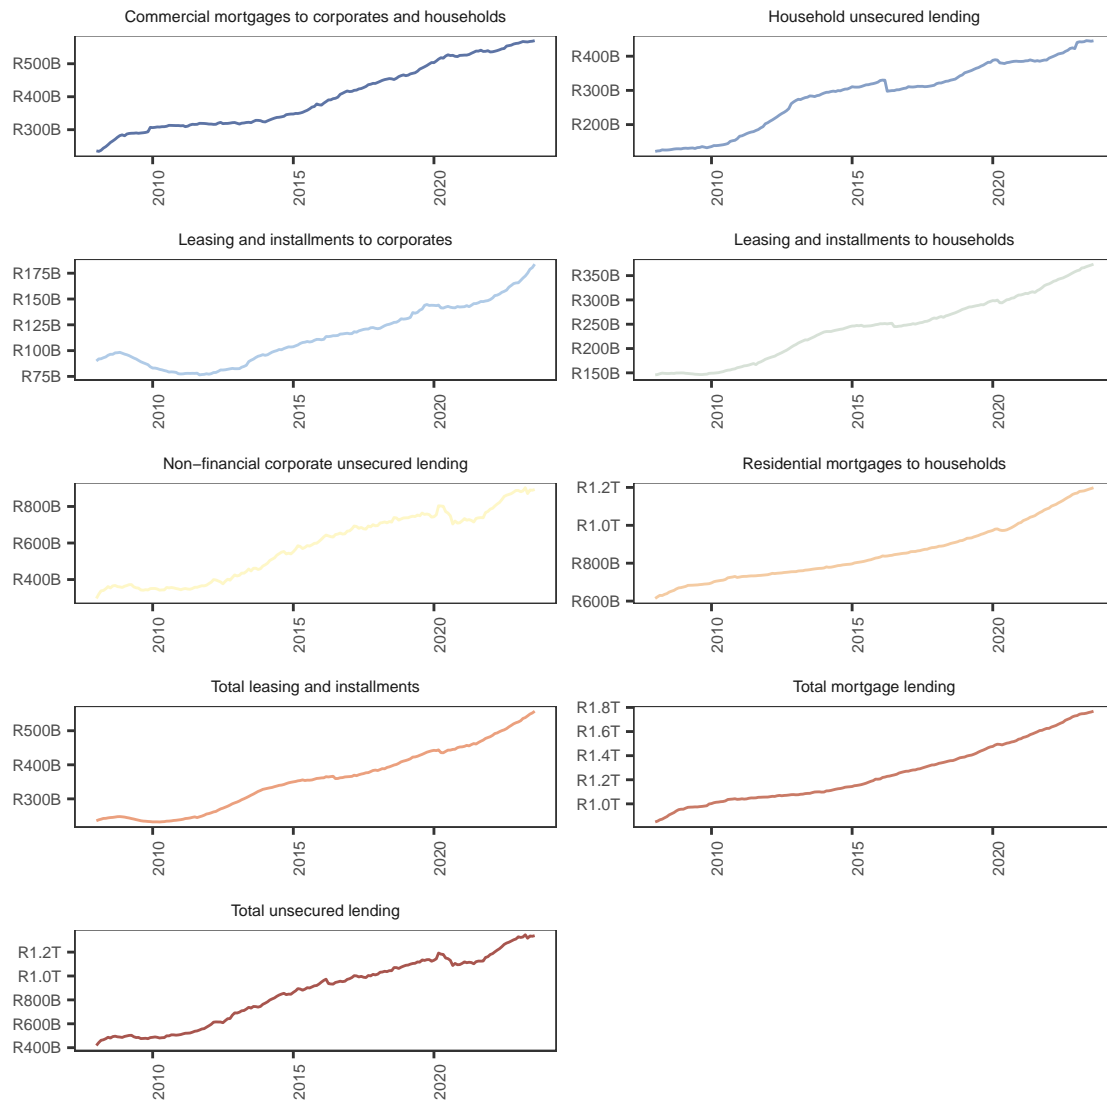 Commercial mortgages to corporates and households
R500B
R400B
R300B
2010
2015
2020
Household unsecured lending
R400B
R300B
R200B
2010
2015
2020
Leasing and installments to corporates
R175B
R150B
R125B
R100B
R75B
2010
2015
2020
Leasing and installments to households
R350B
R300B
R250B
R200B
R150B
2010
2015
2020
Non−financial corporate unsecured lending
R800B
R600B
R400B
2010
2015
2020
Residential mortgages to households
R1.2T
R1.0T
R800B
R600B
2010
2015
2020
Total leasing and installments
R500B
R400B
R300B
2010
2015
2020
Total mortgage lending
R1.8T
R1.6T
R1.4T
R1.2T
R1.0T
2010
2015
2020
Total unsecured lending
R1.2T
R1.0T
R800B
R600B
R400B
2010
2015
2020